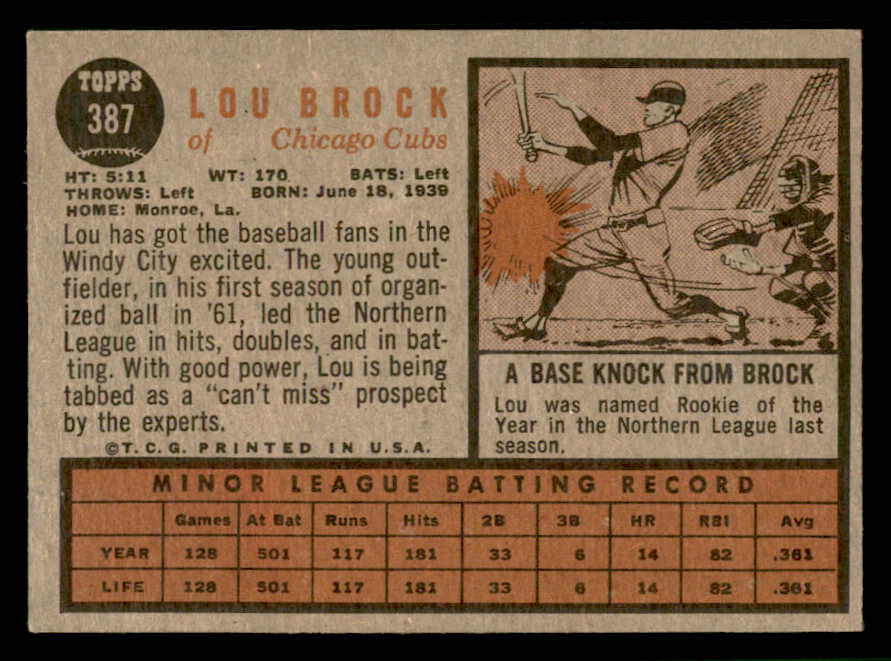 TOPPS
387
LOU BROCK
of Chicago Cubs
HT: 5:11 WT: 170 BATS: Left
THROWS: Left BORN: June 18, 1939
HOME: Monroe, La.
Lou has got the baseball fans in the
Windy City excited. The young out-
fielder, in his first season of organ-
ized ball in '61, led the Northern
League in hits, doubles, and in bat-
ting. With good power, Lou is being
tabbed as a "can't miss" prospect
by the experts.
©T.C.G. PRINTED IN U.S.A.
A BASE KNOCK FROM BROCK
Lou was named Rookie of the
Year in the Northern League last
season.
MINOR LEAGUE BATTING RECORD
Games At Bat Runs Hits 2B 3B HR RBI Avg
YEAR 128 501 117 181 33 6 14 82 .361
LIFE 128 501 117 181 33 6 14 82 .361